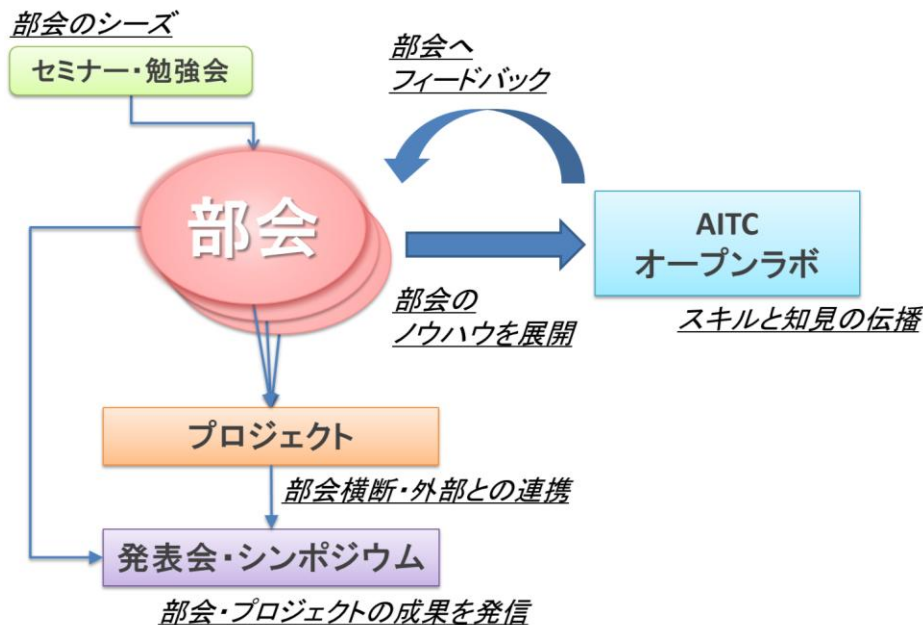 部会のシーズ
セミナー・勉強会
部会へ
フィードバック
部会
AITC
オープンラボ
部会の
ノウハウを展開
スキルと知見の伝播
プロジェクト
部会横断・外部との連携
発表会・シンポジウム
部会・プロジェクトの成果を発信